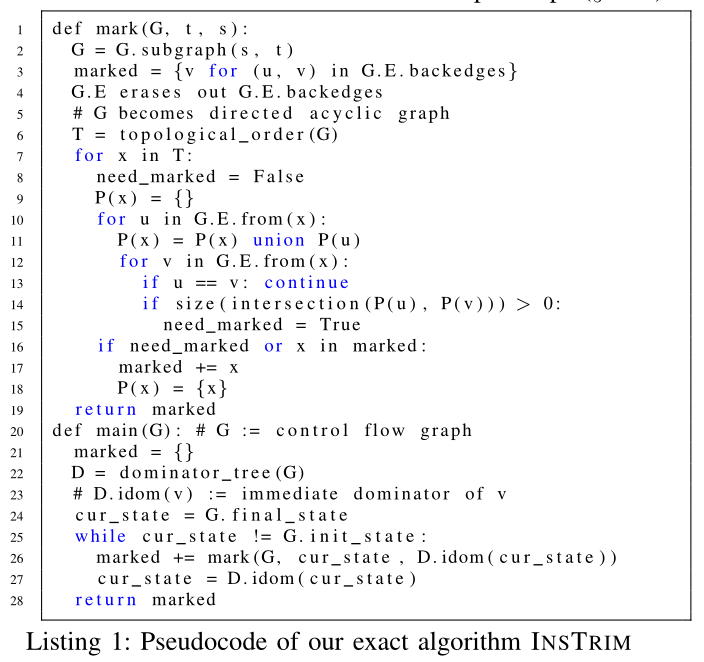 1 def mark(G, t, s):
2   G = G.subgraph(s, t)
3   marked = {v for (u, v) in G.E.backedges}
4   G.E erases out G.E.backedges
5   # G becomes directed acyclic graph
6   T = topological_order(G)
7   for x in T:
8     need_marked = False
9     P(x) = {}
10     for u in G.E.from(x):
11       P(x) = P(x) union P(u)
12       for v in G.E.from(x):
13         if u == v: continue
14         if size(intersection(P(u), P(v))) > 0:
15           need_marked = True
16     if need_marked or x in marked:
17       marked += x
18       P(x) = {x}
19   return marked
20 def main(G): # G := control flow graph
21   marked = {}
22   D = dominator_tree(G)
23   # D.idom(v) := immediate dominator of v
24   cur_state = G.final_state
25   while cur_state != G.init_state:
26     marked += mark(G, cur_state, D.idom(cur_state))
27     cur_state = D.idom(cur_state)
28   return marked
Listing 1: Pseudocode of our exact algorithm INSTRIM